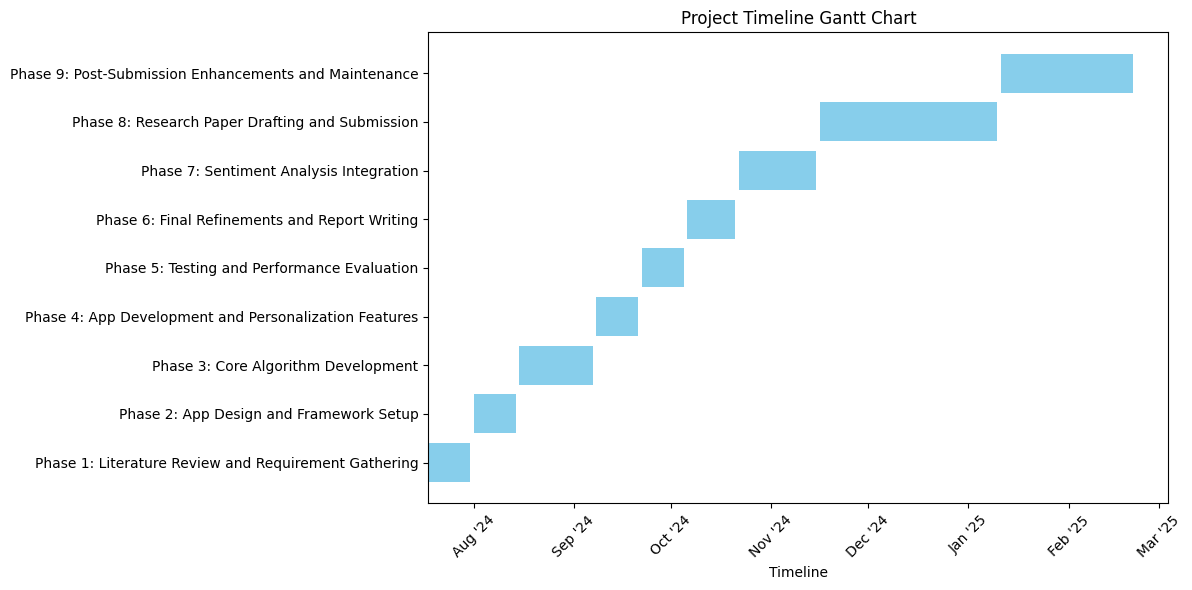 Project Timeline Gantt Chart
Phase 9: Post-Submission Enhancements and Maintenance
Phase 8: Research Paper Drafting and Submission
Phase 7: Sentiment Analysis Integration
Phase 6: Final Refinements and Report Writing
Phase 5: Testing and Performance Evaluation
Phase 4: App Development and Personalization Features
Phase 3: Core Algorithm Development
Phase 2: App Design and Framework Setup
Phase 1: Literature Review and Requirement Gathering
Aug '24
Sep '24
Oct '24
Nov '24
Dec '24
Jan '25
Feb '25
Mar '25
Timeline